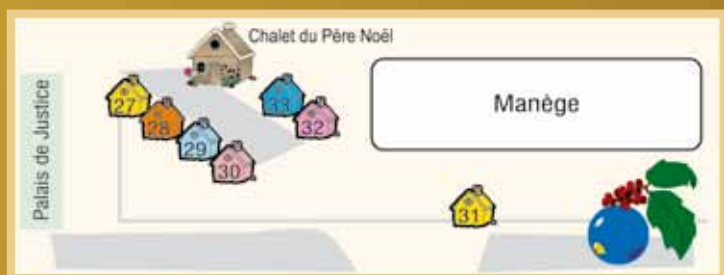 Chalet du Père Noël
Palais de Justice
27
28
29
30
33
32
Manège
31